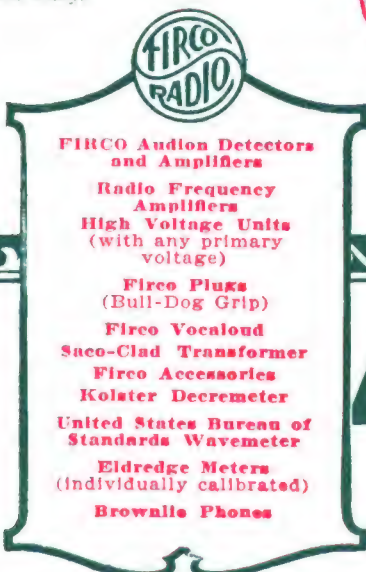 FIRCO
RADIO
FIRCO Audion Detectors
and Amplifiers
Radio Frequency
Amplifiers
High Voltage Units
(with any primary
voltage)
Firco Plugs
(Bull-Dog Grip)
Firco Vocaloud
Saco-Clad Transformer
Firco Accessories
Kolster Decremeter
United States Bureau of
Standards Wavemeter
Eldredge Meters
(individually calibrated)
Brownlie Phones